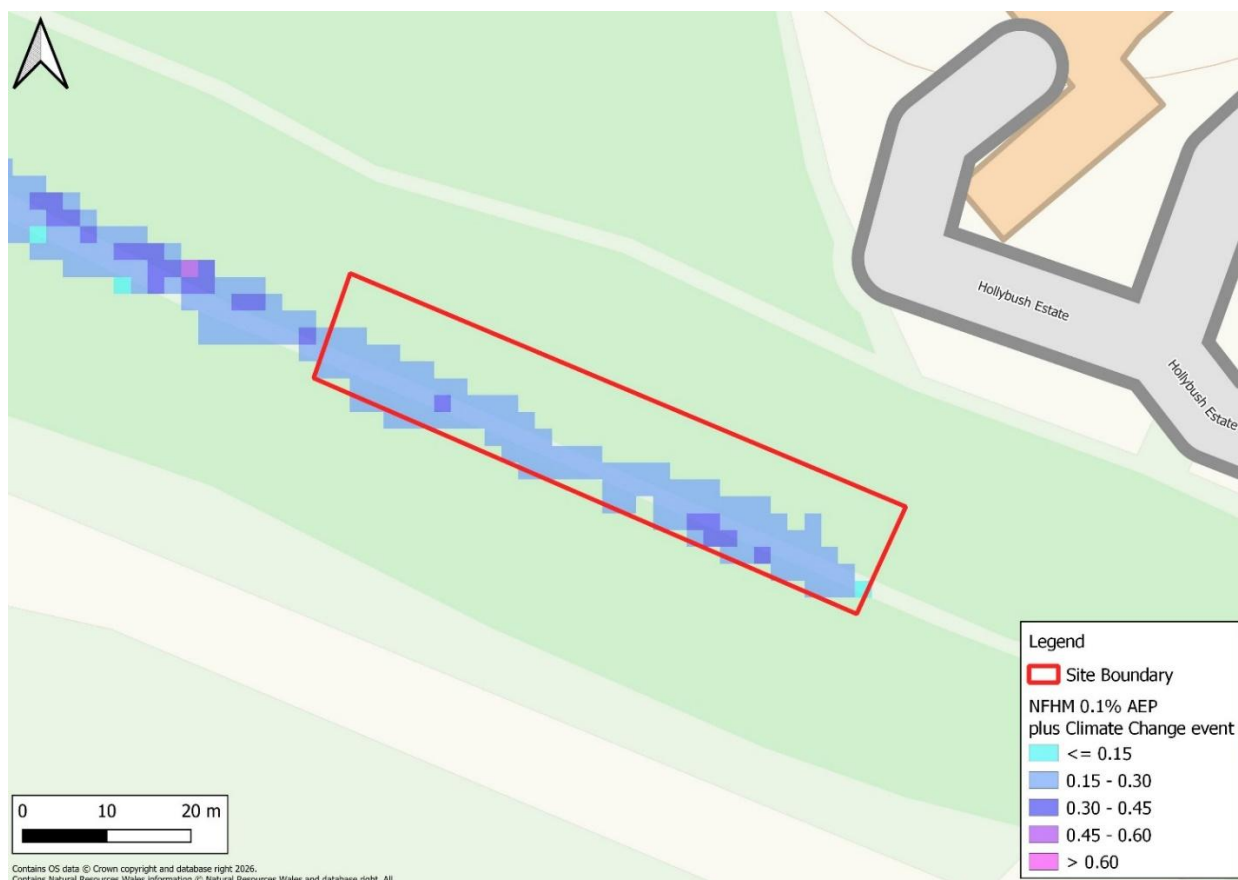 Hollybush Estate
Hollybush Estate
Legend
Site Boundary
NFHM 0.1% AEP
plus Climate Change event
<= 0.15
0.15 - 0.30
0.30 - 0.45
0.45 - 0.60
> 0.60
0 10 20 m
Contains OS data © Crown copyright and database right 2026.
Contains Natural Resources Wales information © Natural Resources Wales and database right. All